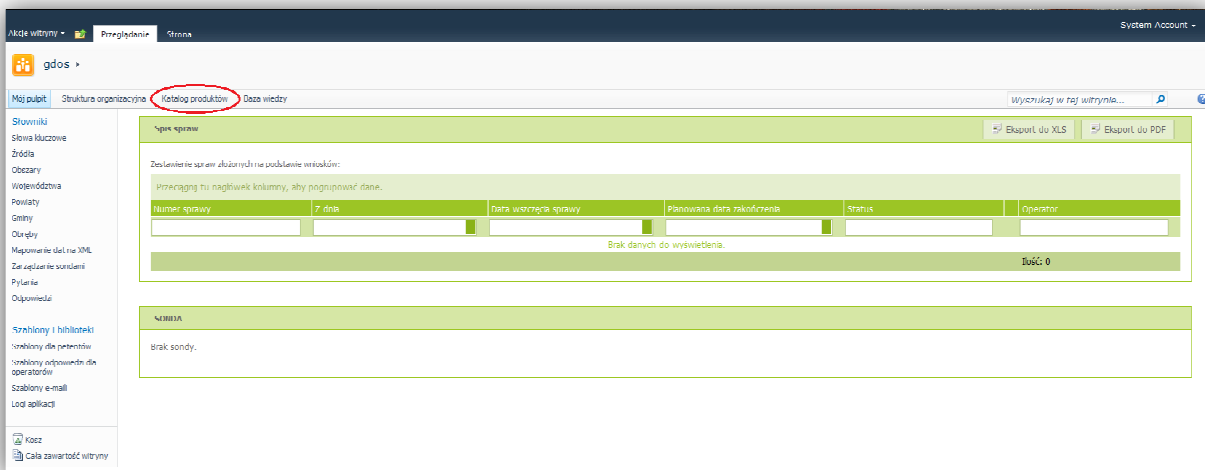 System Account
Akcje witryny Przeglądanie Strona
gdos
Mój pulpit Struktura organizacyjna Katalog produktów Baza wiedzy Wyszukaj w tej witrynie...
Słowniki
Słowa kluczowe
Źródła
Obszary
Województwa
Powiaty
Gminy
Obręby
Mapowanie dat na XML
Zarządzanie sondami
Pytania
Odpowiedzi
Szablony i biblioteki
Szablony dla petentów
Szablony odpowiedzi dla
operatorów
Szablony e-maili
Logi aplikacji
Kosz
Cała zawartość witryny
Spis spraw Eksport do XLS Eksport do PDF
Zestawienie spraw złożonych na podstawie wniosków:
Przeciągnij tu nagłówek kolumny, aby pogrupować dane.
Numer sprawy Z dnia Data wszczęcia sprawy Planowana data zakończenia Status Operator
Brak danych do wyświetlenia.
Ilość: 0
SONDA
Brak sondy.